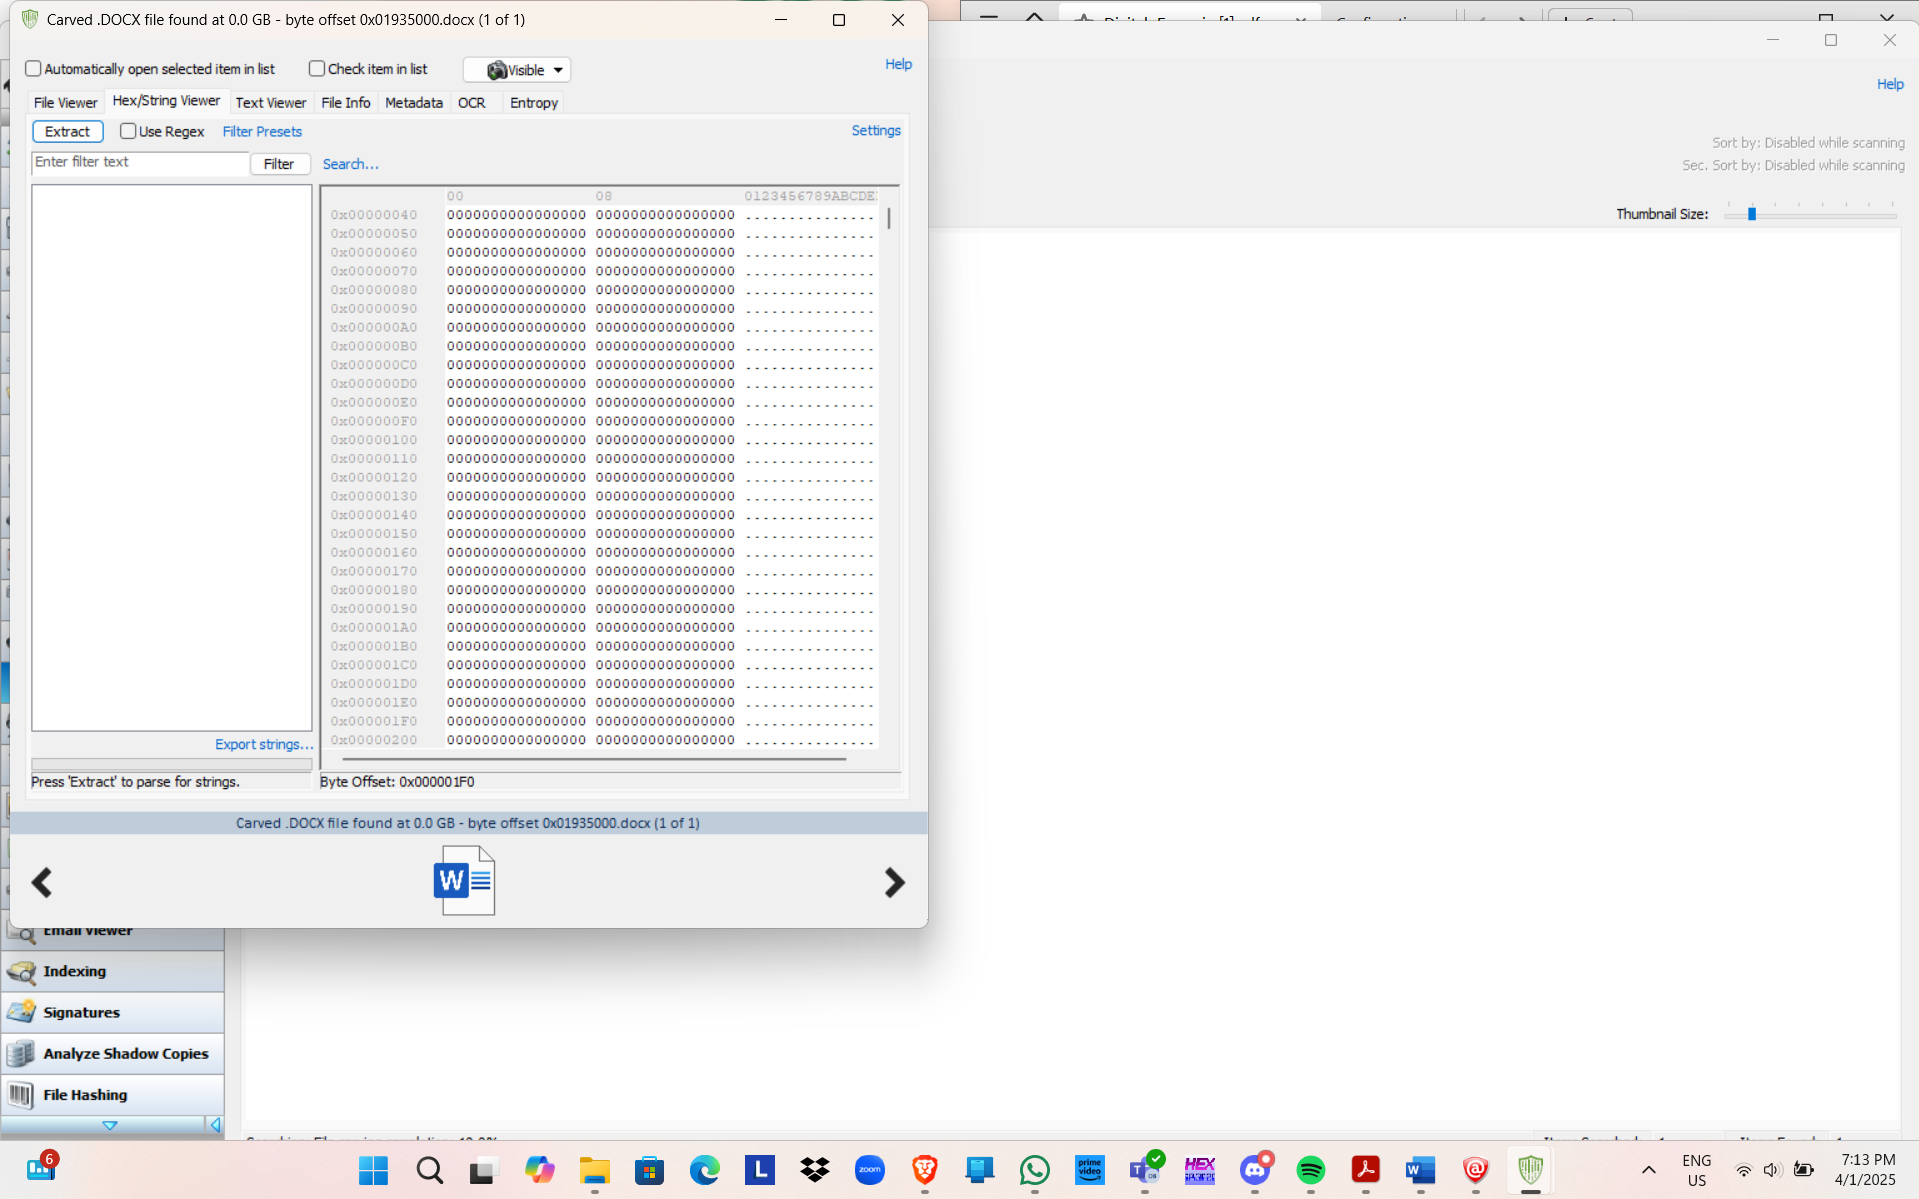 Carved .DOCX file found at 0.0 GB - byte offset 0x01935000.docx (1 of 1)
Automatically open selected item in list
Check item in list
Visible
Help
File Viewer
Hex/String Viewer
Text Viewer
File Info
Metadata
OCR
Entropy
Extract
Use Regex
Filter Presets
Settings
Enter filter text
Filter
Search...
00 08 0123456789ABCDE
0x00000040 0000000000000000 0000000000000000 ...............
0x00000050 0000000000000000 0000000000000000 ...............
0x00000060 0000000000000000 0000000000000000 ...............
0x00000070 0000000000000000 0000000000000000 ...............
0x00000080 0000000000000000 0000000000000000 ...............
0x00000090 0000000000000000 0000000000000000 ...............
0x000000A0 0000000000000000 0000000000000000 ...............
0x000000B0 0000000000000000 0000000000000000 ...............
0x000000C0 0000000000000000 0000000000000000 ...............
0x000000D0 0000000000000000 0000000000000000 ...............
0x000000E0 0000000000000000 0000000000000000 ...............
0x000000F0 0000000000000000 0000000000000000 ...............
0x00000100 0000000000000000 0000000000000000 ...............
0x00000110 0000000000000000 0000000000000000 ...............
0x00000120 0000000000000000 0000000000000000 ...............
0x00000130 0000000000000000 0000000000000000 ...............
0x00000140 0000000000000000 0000000000000000 ...............
0x00000150 0000000000000000 0000000000000000 ...............
0x00000160 0000000000000000 0000000000000000 ...............
0x00000170 0000000000000000 0000000000000000 ...............
0x00000180 0000000000000000 0000000000000000 ...............
0x00000190 0000000000000000 0000000000000000 ...............
0x000001A0 0000000000000000 0000000000000000 ...............
0x000001B0 0000000000000000 0000000000000000 ...............
0x000001C0 0000000000000000 0000000000000000 ...............
0x000001D0 0000000000000000 0000000000000000 ...............
0x000001E0 0000000000000000 0000000000000000 ...............
0x000001F0 0000000000000000 0000000000000000 ...............
0x00000200 0000000000000000 0000000000000000 ...............
Export strings...
Press 'Extract' to parse for strings.
Byte Offset: 0x000001F0
Carved .DOCX file found at 0.0 GB - byte offset 0x01935000.docx (1 of 1)
W
Help
Sort by: Disabled while scanning
Sec. Sort by: Disabled while scanning
Thumbnail Size:
Email Viewer
Indexing
Signatures
Analyze Shadow Copies
File Hashing
6
L
zoom
prime video
HEX
ENG
US
7:13 PM
4/1/2025